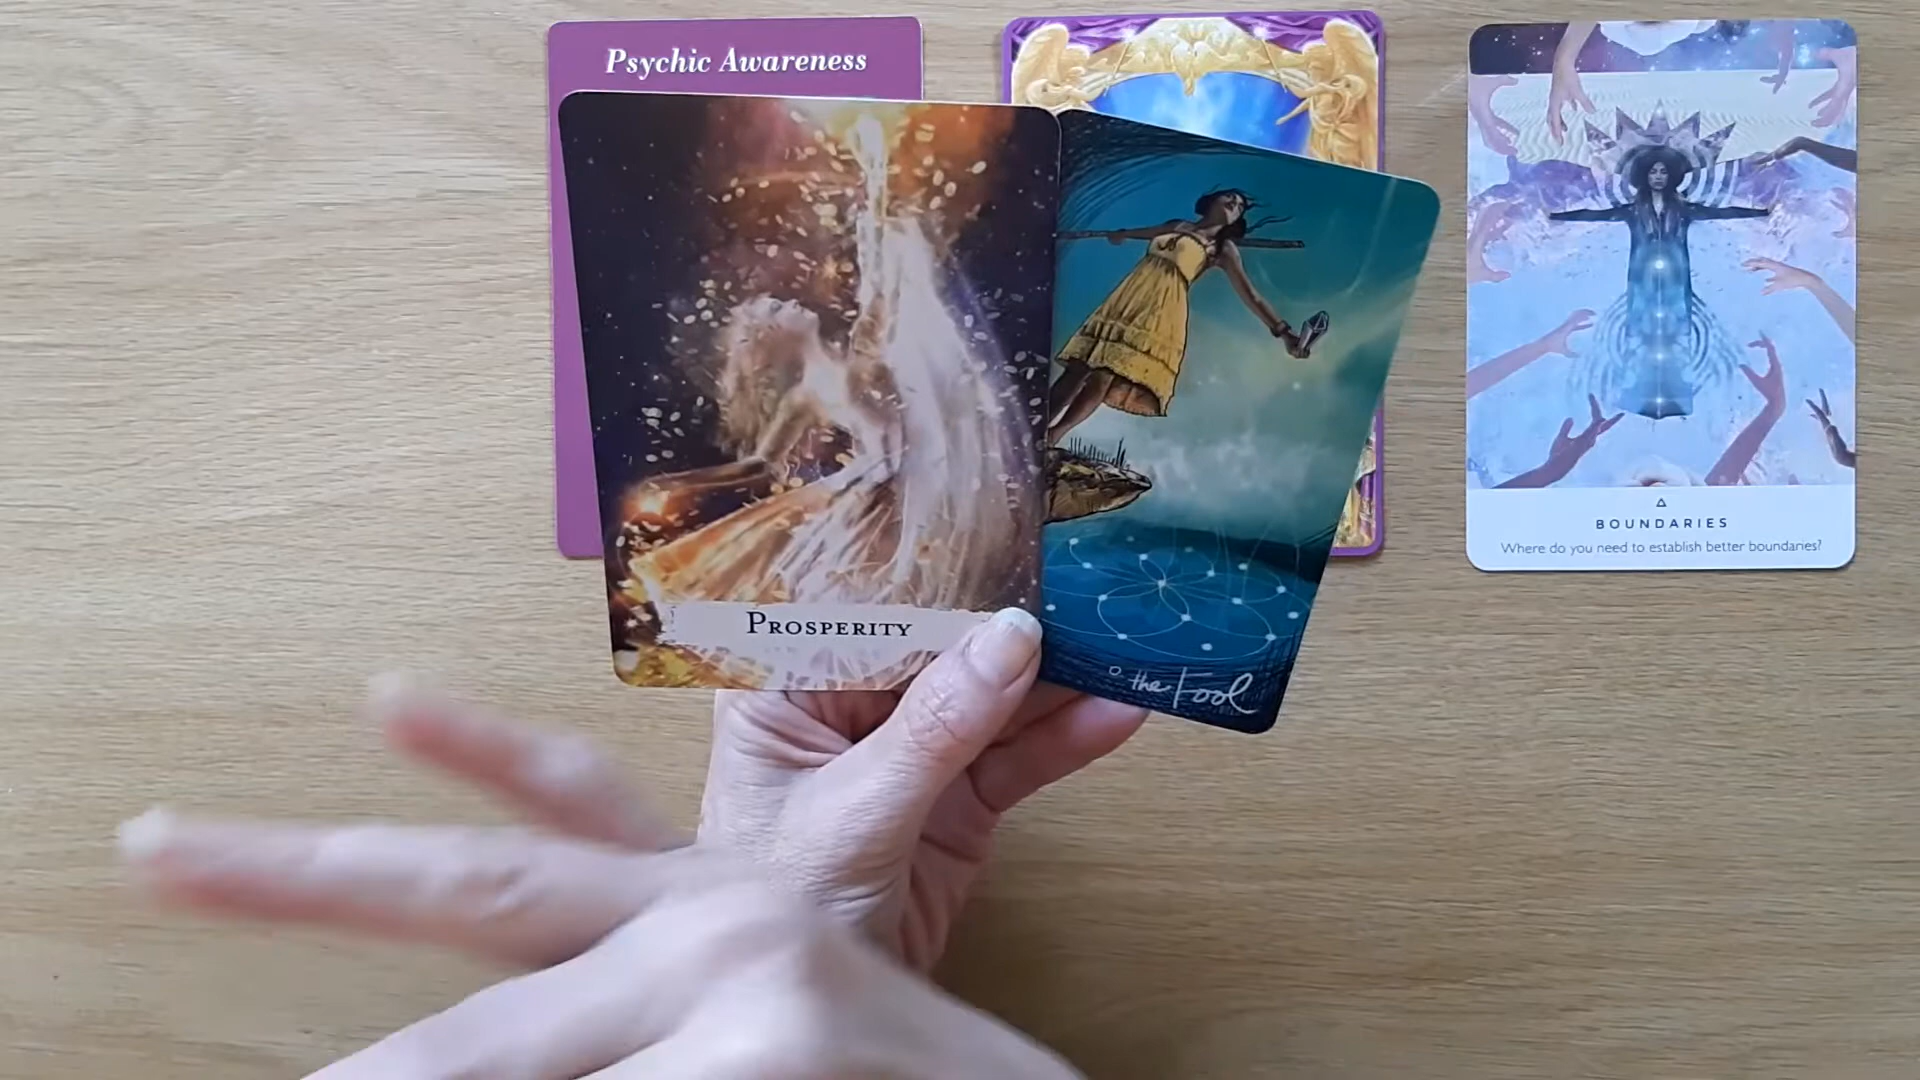 Psychic Awareness
PROSPERITY
0 the Fool
BOUNDARIES
Where do you need to establish better boundaries?